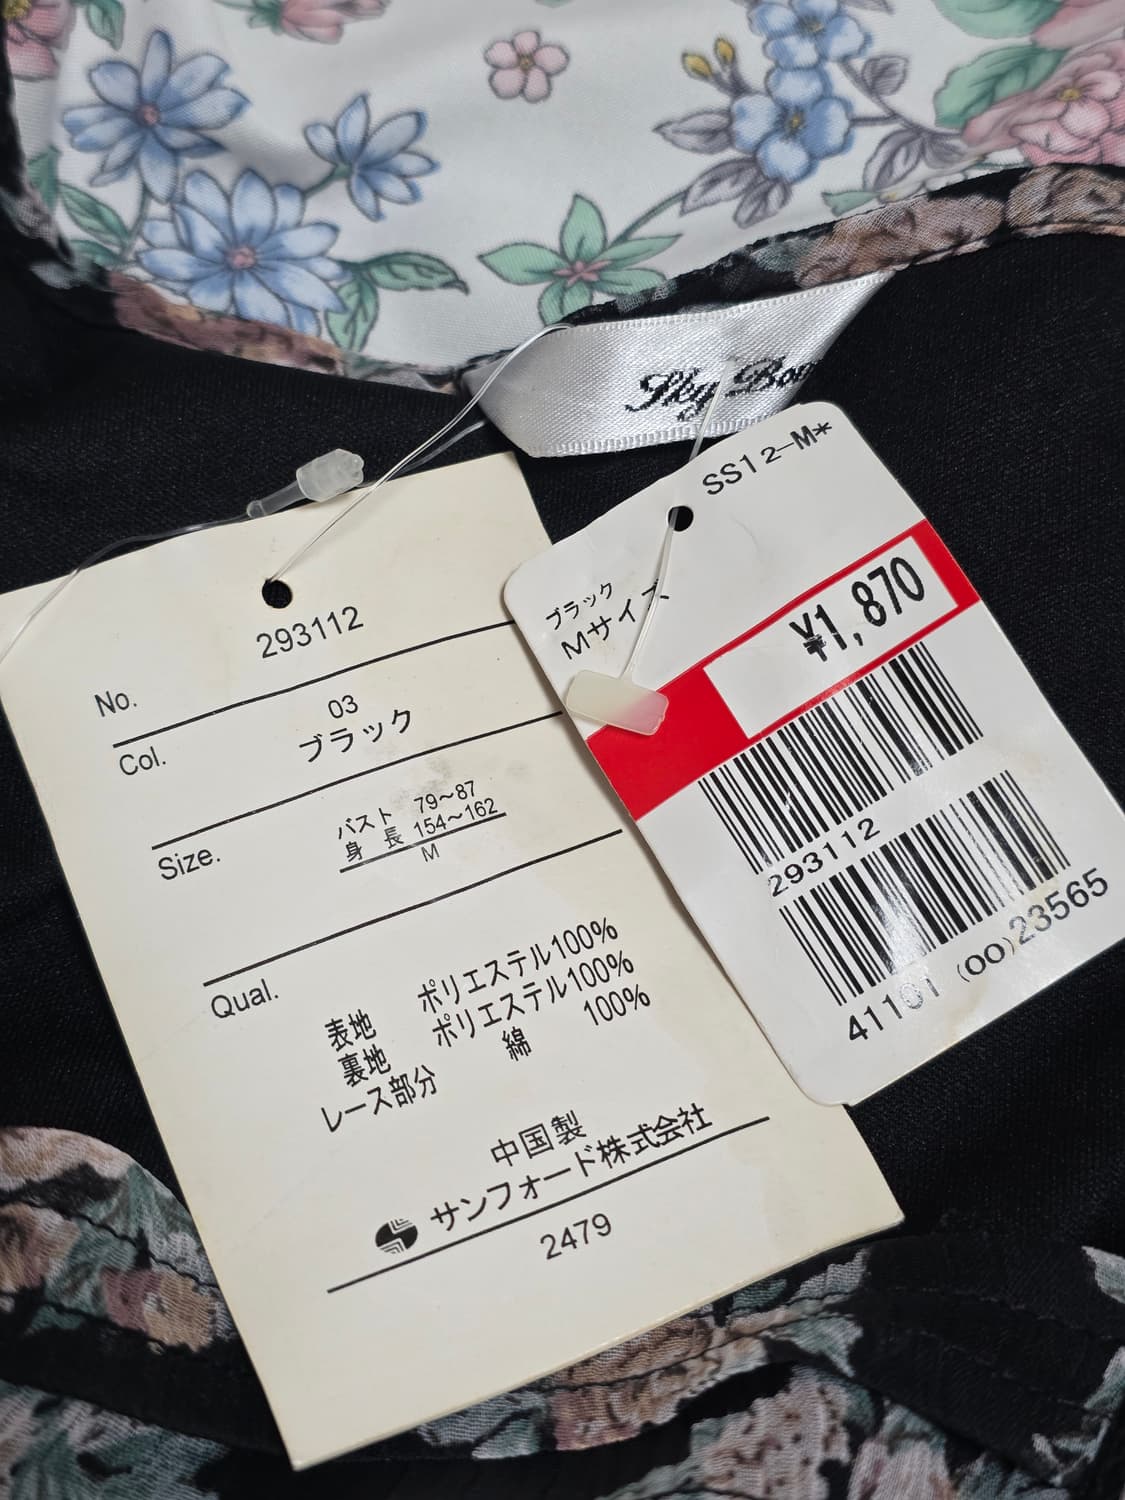 Sky
SS12-M*
ブラック
Mサイズ
¥1,870
293112
41101 (00) 23565
No.
293112
Col.
03
ブラック
Size.
バスト 79～87
身長 154～162
M
Qual.
表地 ポリエステル100%
裏地 ポリエステル100%
レース部分 綿 100%
中国製
サンフォード株式会社
2479